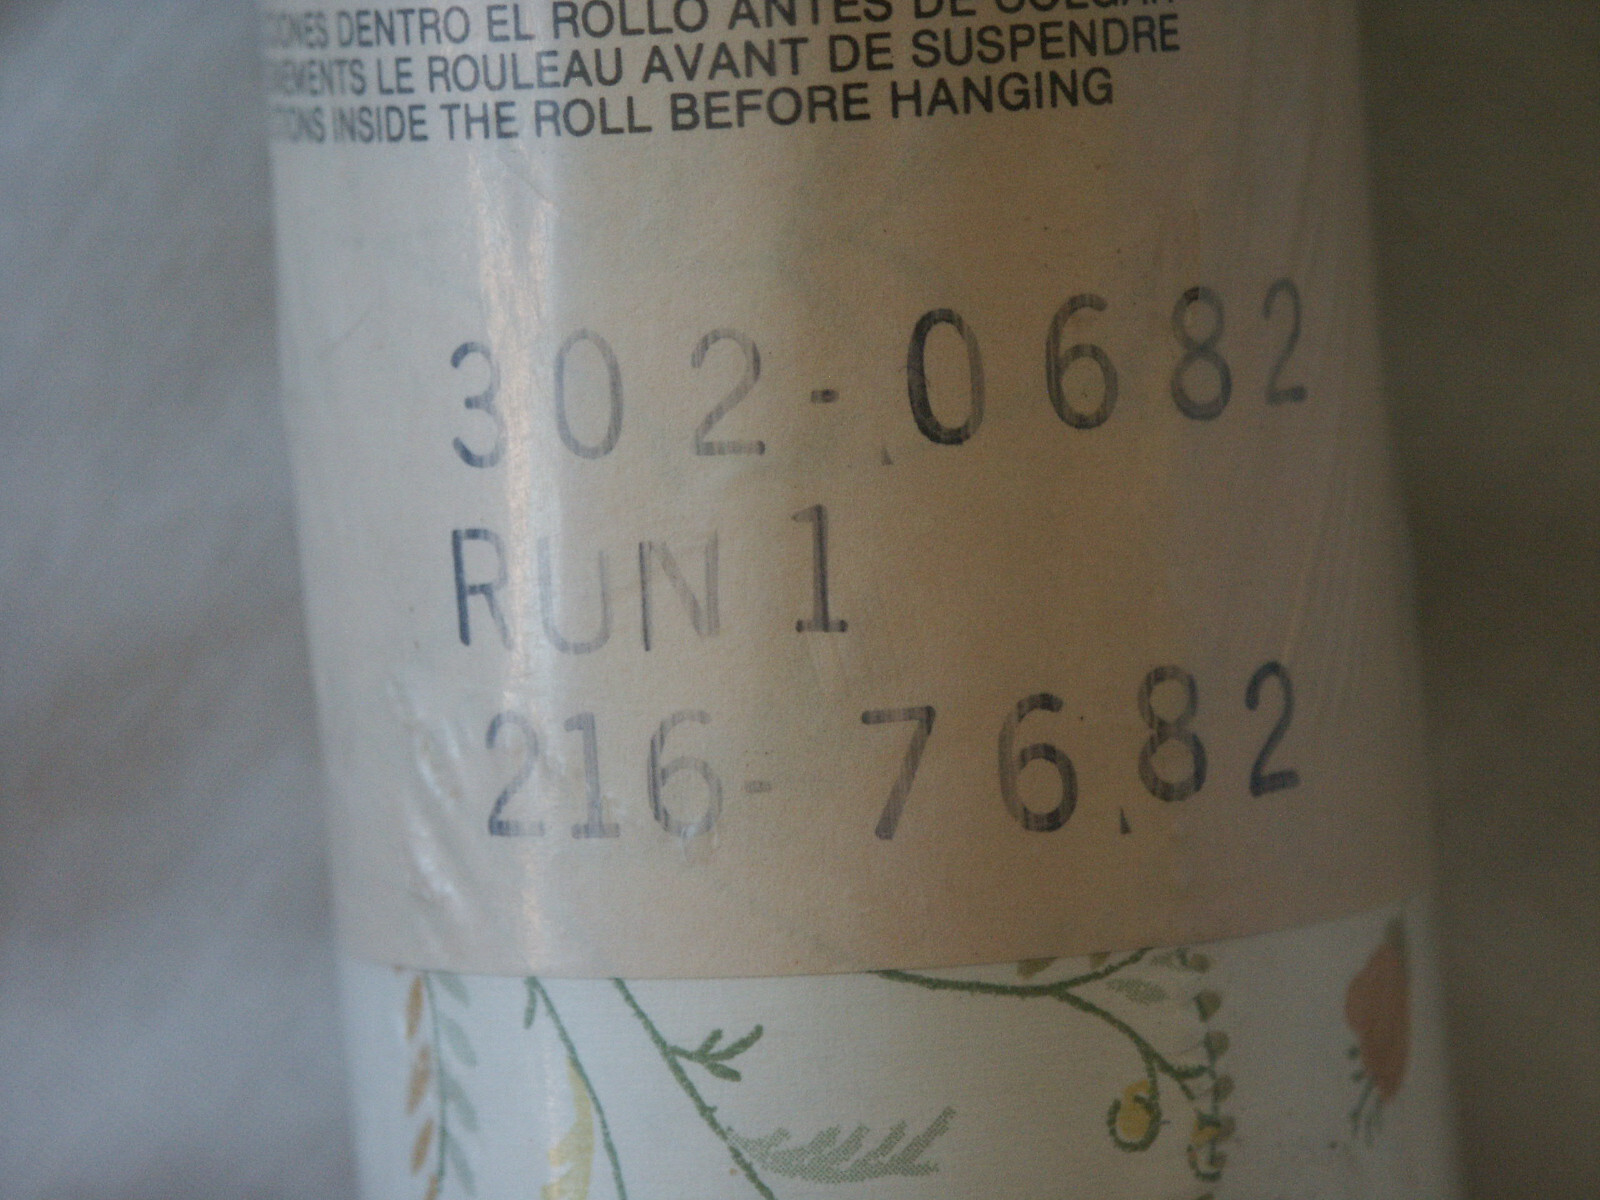 DENTRO EL ROLLO ANTES DE COLGAR
LE ROULEAU AVANT DE SUSPENDRE
INSIDE THE ROLL BEFORE HANGING
302-0682
RUN 1
216-7682